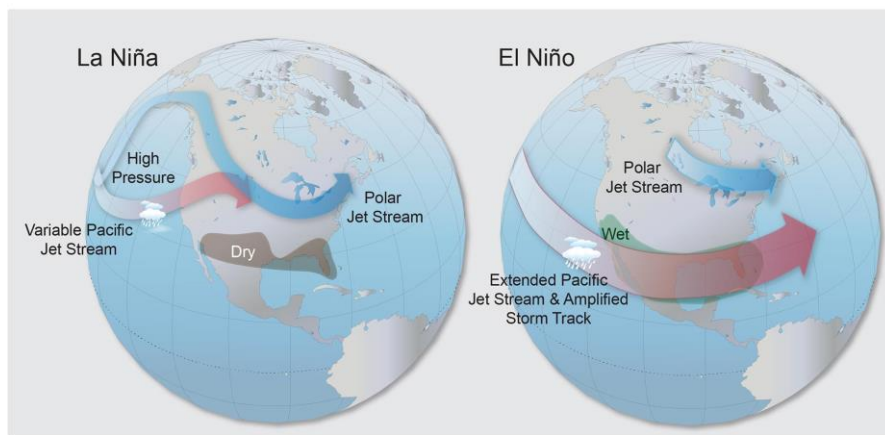 La Niña
High
Pressure
Variable Pacific
Jet Stream
Polar
Jet Stream
Dry
El Niño
Polar
Jet Stream
Wet
Extended Pacific
Jet Stream & Amplified
Storm Track